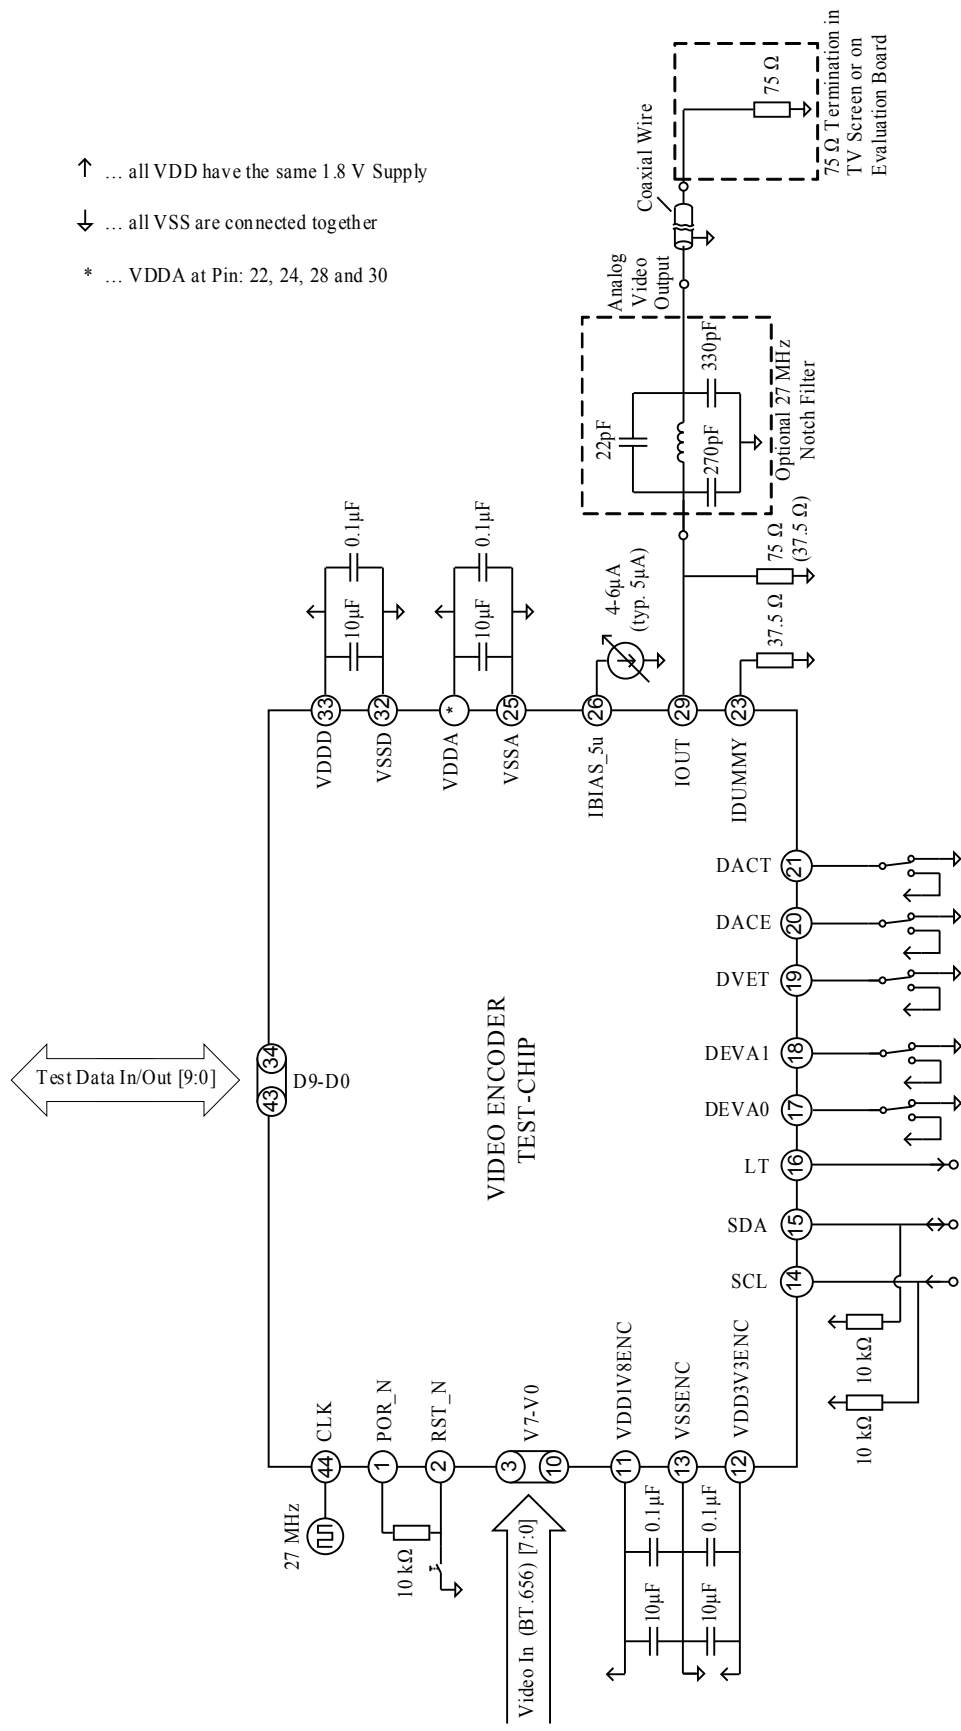 ↑ … all VDD have the same 1.8 V Supply
↓ … all VSS are connected together
* … VDDA at Pin: 22, 24, 28 and 30
75 Ω
75 Ω Termination in
TV Screen or on
Evaluation Board
Coaxial Wire
Analog
Video
Output
22pF
330pF
270pF
Optional 27 MHz
Notch Filter
0.1µF
10µF
0.1µF
10µF
4-6µA
(typ. 5µA)
75 Ω
(37.5 Ω)
37.5 Ω
33
VDDD
32
VSSD
*
VDDA
25
VSSA
26
IBIAS_5u
29
IOUT
23
IDUMMY
DACT
21
DACE
20
DVET
19
DEVA1
18
DEVA0
17
LT
16
SDA
15
SCL
14
10 kΩ
10 kΩ
Test Data In/Out [9:0]
43
34
D9-D0
VIDEO ENCODER
TEST-CHIP
27 MHz
44
CLK
1
POR_N
2
RST_N
10 kΩ
3
10
V7-V0
Video In (BT.656) [7:0]
11
VDD1V8ENC
13
VSSENC
12
VDD3V3ENC
0.1µF
0.1µF
10µF
10µF